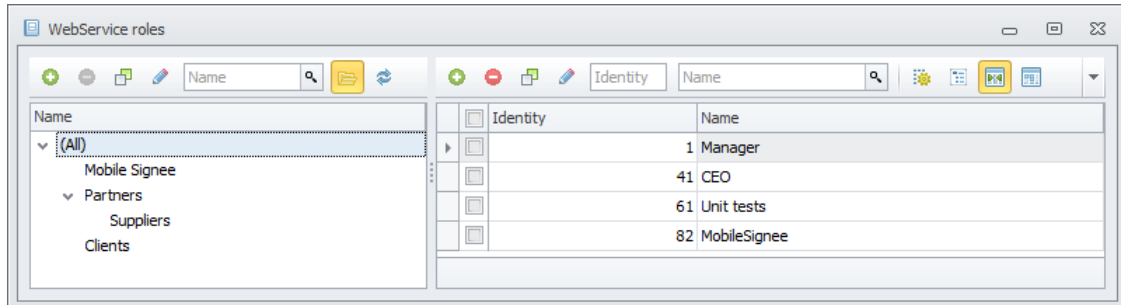 WebService roles
Name
Identity Name
Name
(All)
Mobile Signee
Partners
Suppliers
Clients
Identity Name
1 Manager
41 CEO
61 Unit tests
82 MobileSignee